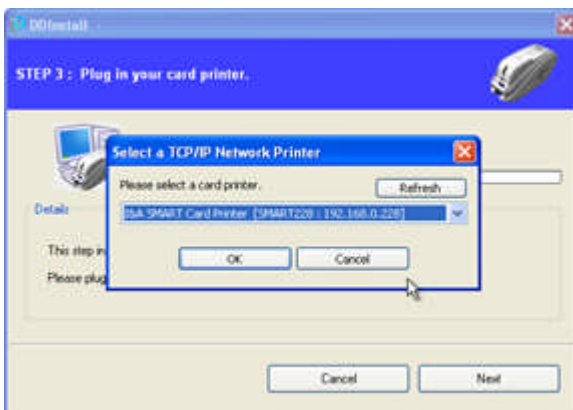 DDInstall
STEP 3 : Plug in your card printer.
Select a TCP/IP Network Printer
Please select a card printer.
Refresh
Details
SMART Card Printer [SMART228 : 192.168.0.228]
This step in
OK
Cancel
Please plug
Cancel
Next